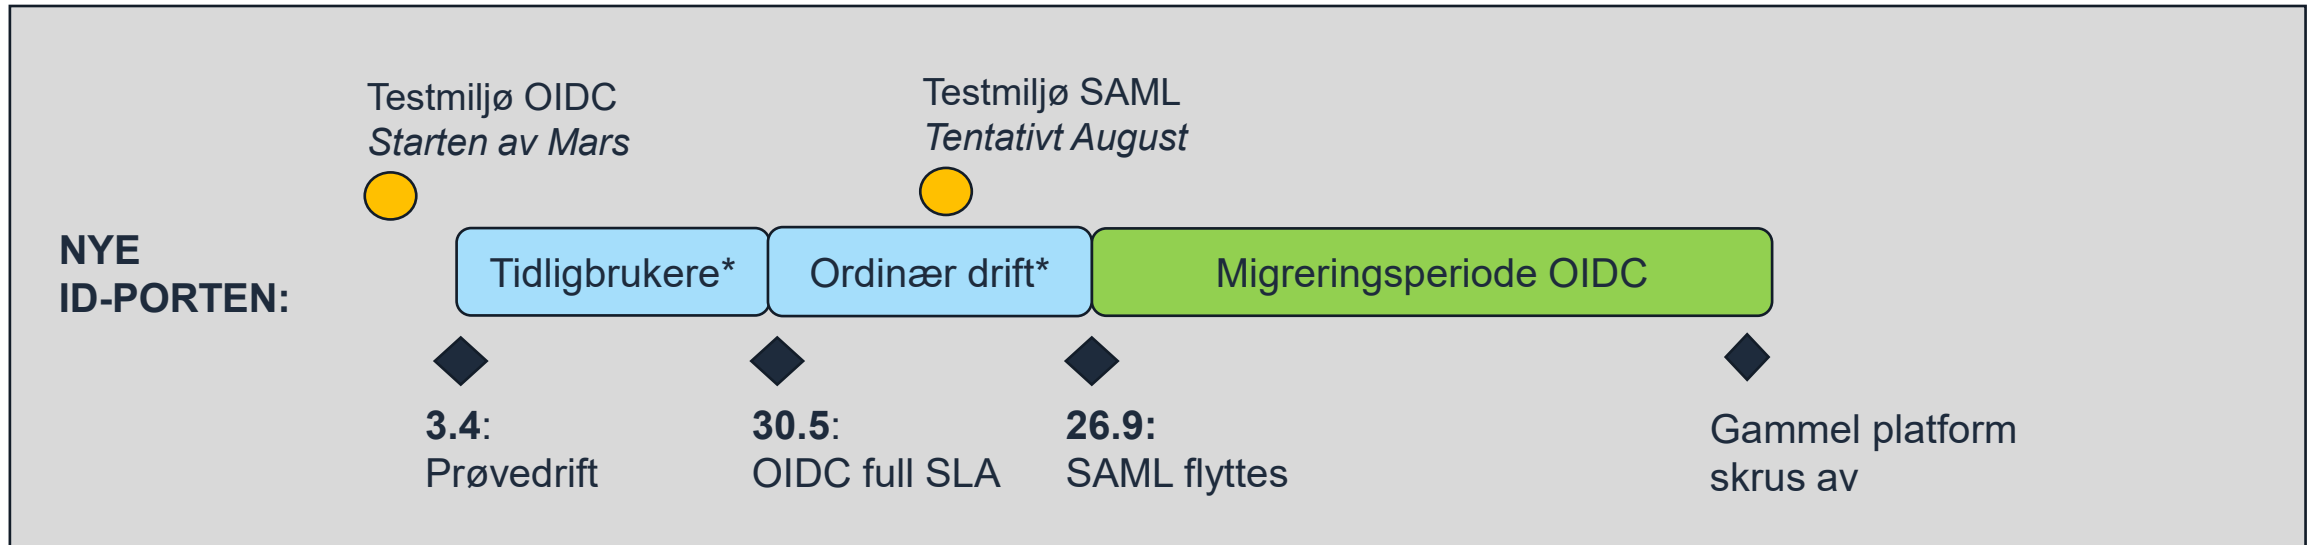 Testmiljø OIDC
Starten av Mars
Testmiljø SAML
Tentativt August
NYE
ID-PORTEN:
Tidligbrukere*
Ordinær drift*
Migreringsperiode OIDC
3.4:
Prøvedrift
30.5:
OIDC full SLA
26.9:
SAML flyttes
Gammel platform
skrus av